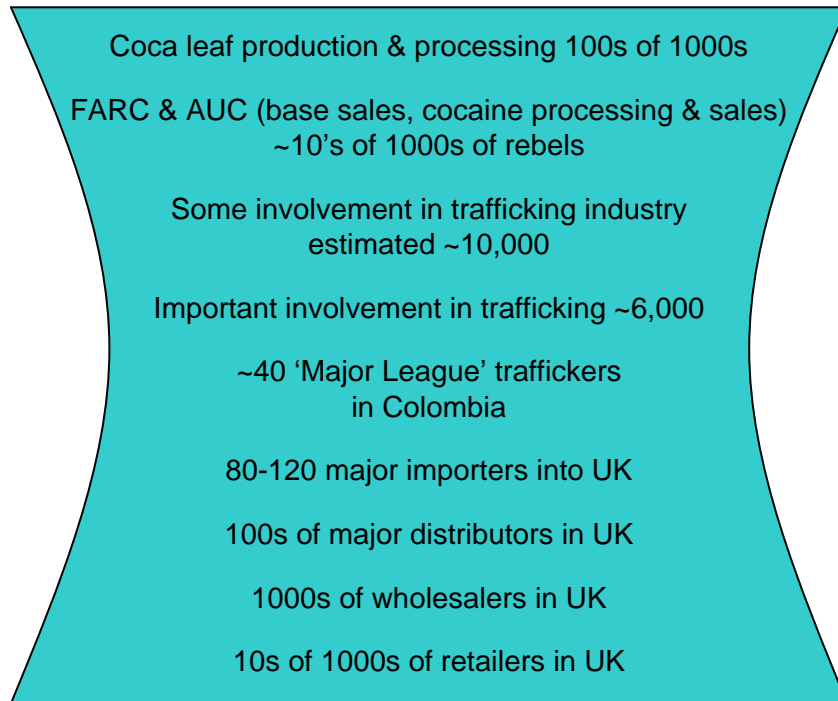 Coca leaf production & processing 100s of 1000s
FARC & AUC (base sales, cocaine processing & sales)
~10’s of 1000s of rebels
Some involvement in trafficking industry
estimated ~10,000
Important involvement in trafficking ~6,000
~40 ‘Major League’ traffickers
in Colombia
80-120 major importers into UK
100s of major distributors in UK
1000s of wholesalers in UK
10s of 1000s of retailers in UK